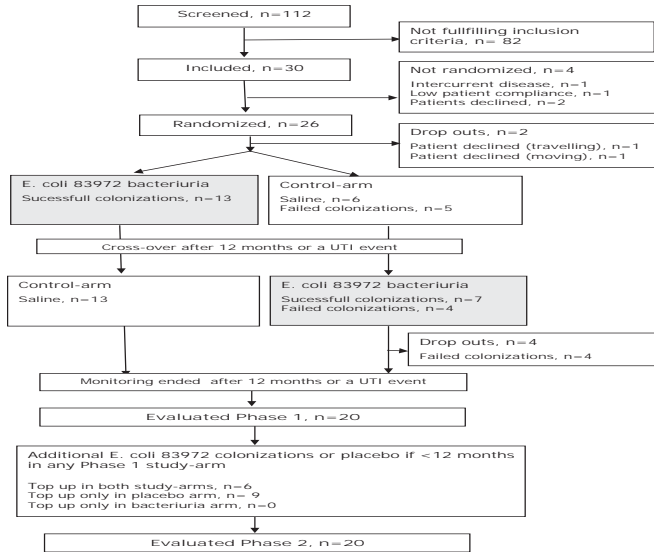 Screened, n=112
Not fullfilling inclusion
criteria, n= 82
Included, n=30
Not randomized, n=4
Intercurrent disease, n=1
Low patient compliance, n=1
Patients declined, n=2
Randomized, n=26
Drop outs, n=2
Patient declined (travelling), n=1
Patient declined (moving), n=1
E. coli 83972 bacteriuria
Sucessfull colonizations, n=13
Control-arm
Saline, n=6
Failed colonizations, n=5
Cross-over after 12 months or a UTI event
Control-arm
Saline, n=13
E. coli 83972 bacteriuria
Sucessfull colonizations, n=7
Failed colonizations, n=4
Drop outs, n=4
Failed colonizations, n=4
Monitoring ended after 12 months or a UTI event
Evaluated Phase 1, n=20
Additional E. coli 83972 colonizations or placebo if <12 months
in any Phase 1 study-arm
Top up in both study-arms, n=6
Top up only in placebo arm, n= 9
Top up only in bacteriuria arm, n=0
Evaluated Phase 2, n=20